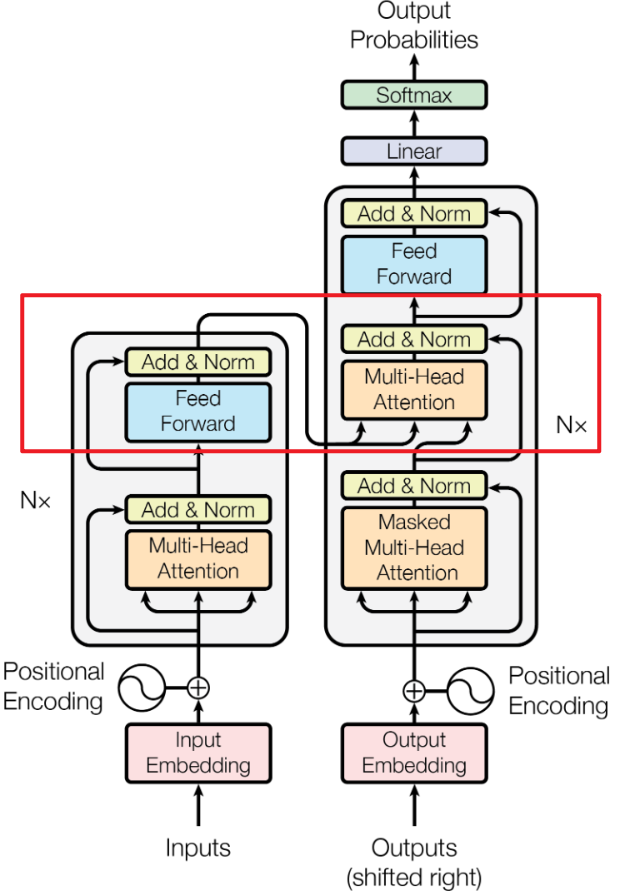 Output
Probabilities
Softmax
Linear
Add & Norm
Feed
Forward
Add & Norm
Multi-Head
Attention
Add & Norm
Feed
Forward
N×
Add & Norm
Masked
Multi-Head
Attention
N×
Add & Norm
Multi-Head
Attention
Positional
Encoding
Positional
Encoding
Input
Embedding
Output
Embedding
Inputs
Outputs
(shifted right)